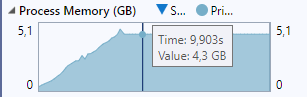 Process Memory (GB) S... Pri...
5,1 5,1
Time: 9,903s
Value: 4,3 GB
0 0